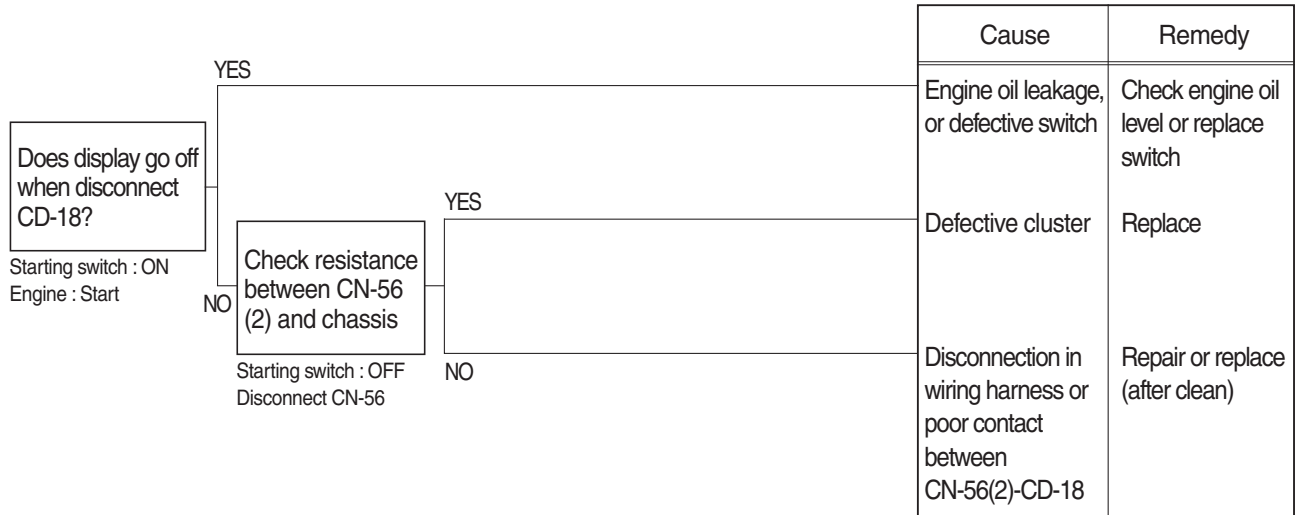 Cause
Remedy
YES
Engine oil leakage,
or defective switch
Check engine oil
level or replace
switch
Does display go off
when disconnect
CD-18?
Starting switch : ON
Engine : Start
NO
YES
Defective cluster
Replace
Check resistance
between CN-56
(2) and chassis
Starting switch : OFF
Disconnect CN-56
NO
Disconnection in
wiring harness or
poor contact
between
CN-56(2)-CD-18
Repair or replace
(after clean)